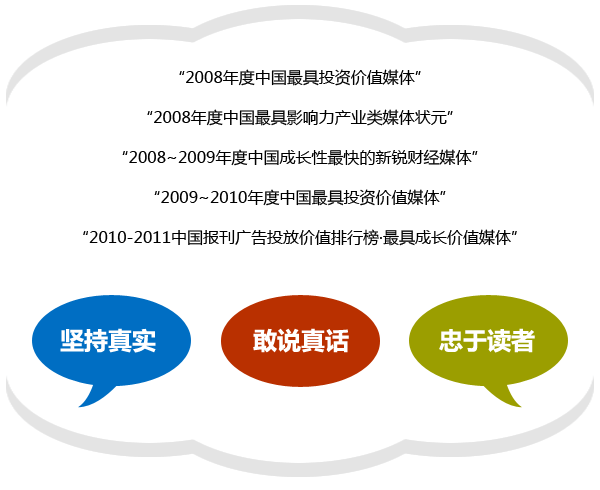 “2008年度中国最具投资价值媒体”
“2008年度中国最具影响力产业类媒体状元”
“2008~2009年度中国成长性最快的新锐财经媒体”
“2009~2010年度中国最具投资价值媒体”
“2010-2011中国报刊广告投放价值排行榜·最具成长价值媒体”
坚持真实
敢说真话
忠于读者